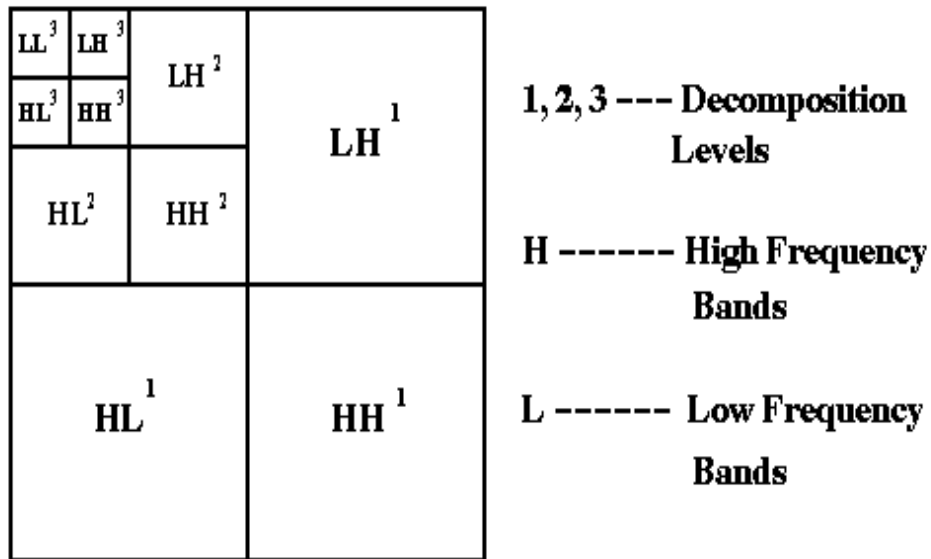 LL³ LH³
HL³ HH³
LH²
HL²
HH²
LH¹
HL¹
HH¹
1, 2, 3 --- Decomposition
Levels
H ------ High Frequency
Bands
L ------ Low Frequency
Bands